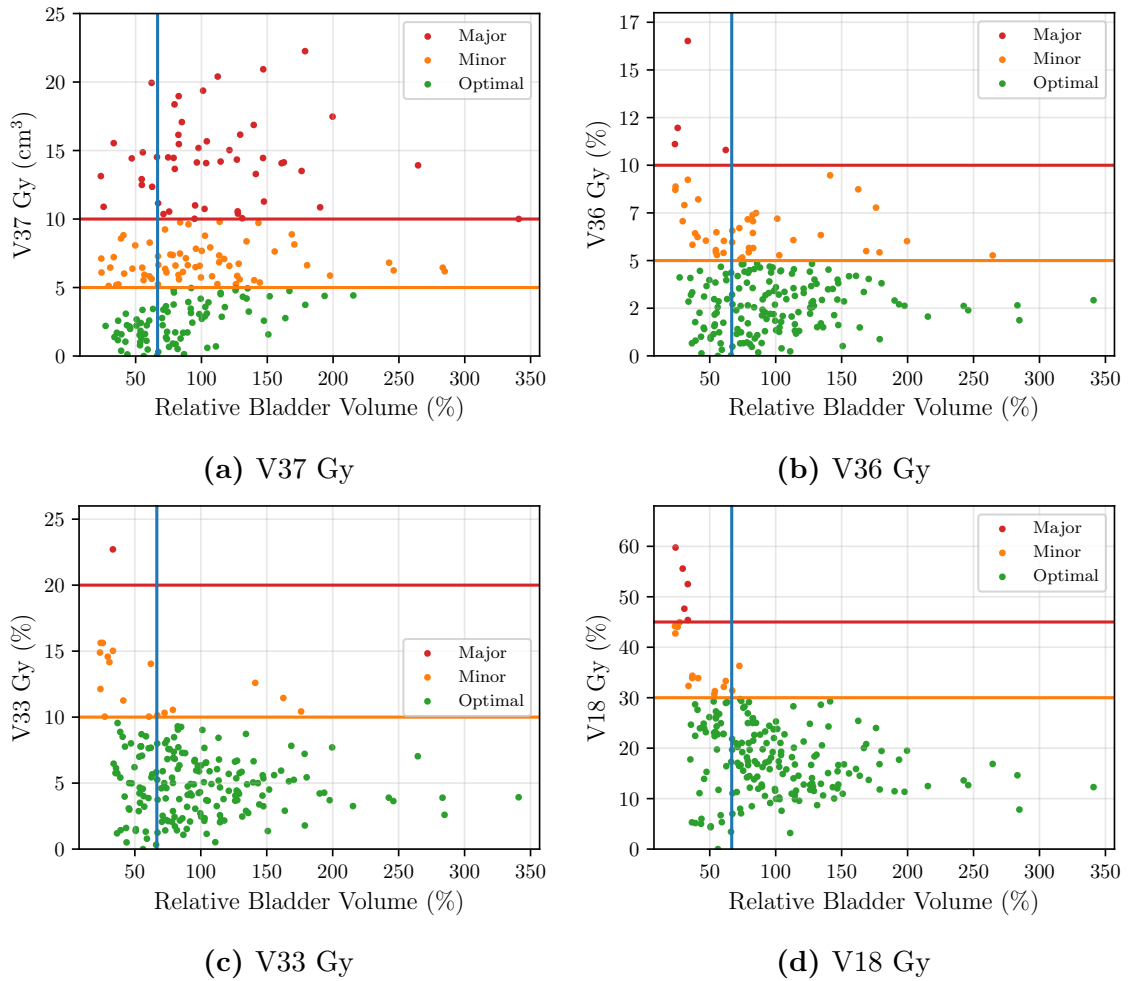 25
20
15
10
5
0
V37 Gy (cm³)
50 100 150 200 250 300 350
Relative Bladder Volume (%)
Major
Minor
Optimal
(a) V37 Gy
17
15
12
10
7
5
2
0
V36 Gy (%)
50 100 150 200 250 300 350
Relative Bladder Volume (%)
Major
Minor
Optimal
(b) V36 Gy
25
20
15
10
5
0
V33 Gy (%)
50 100 150 200 250 300 350
Relative Bladder Volume (%)
Major
Minor
Optimal
(c) V33 Gy
60
50
40
30
20
10
0
V18 Gy (%)
50 100 150 200 250 300 350
Relative Bladder Volume (%)
Major
Minor
Optimal
(d) V18 Gy